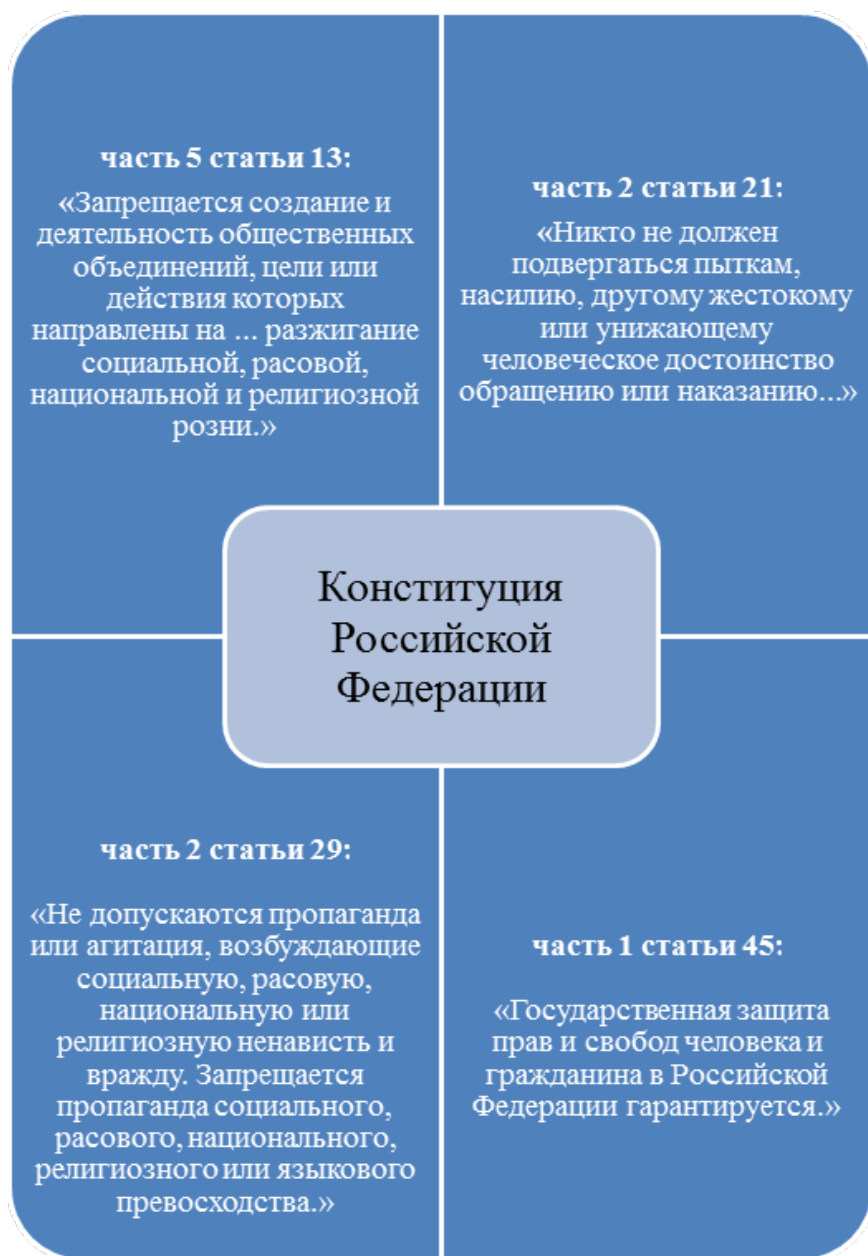 часть 5 статьи 13:
«Запрещается создание и
деятельность общественных
объединений, цели или
действия которых
направлены на ... разжигание
социальной, расовой,
национальной и религиозной
розни.»
часть 2 статьи 21:
«Никто не должен
подвергаться пыткам,
насилию, другому жестокому
или унижающему
человеческое достоинство
обращению или наказанию...»
Конституция
Российской
Федерации
часть 2 статьи 29:
«Не допускаются пропаганда
или агитация, возбуждающие
социальную, расовую,
национальную или
религиозную ненависть и
вражду. Запрещается
пропаганда социального,
расового, национального,
религиозного или языкового
превосходства.»
часть 1 статьи 45:
«Государственная защита
прав и свобод человека и
гражданина в Российской
Федерации гарантируется.»